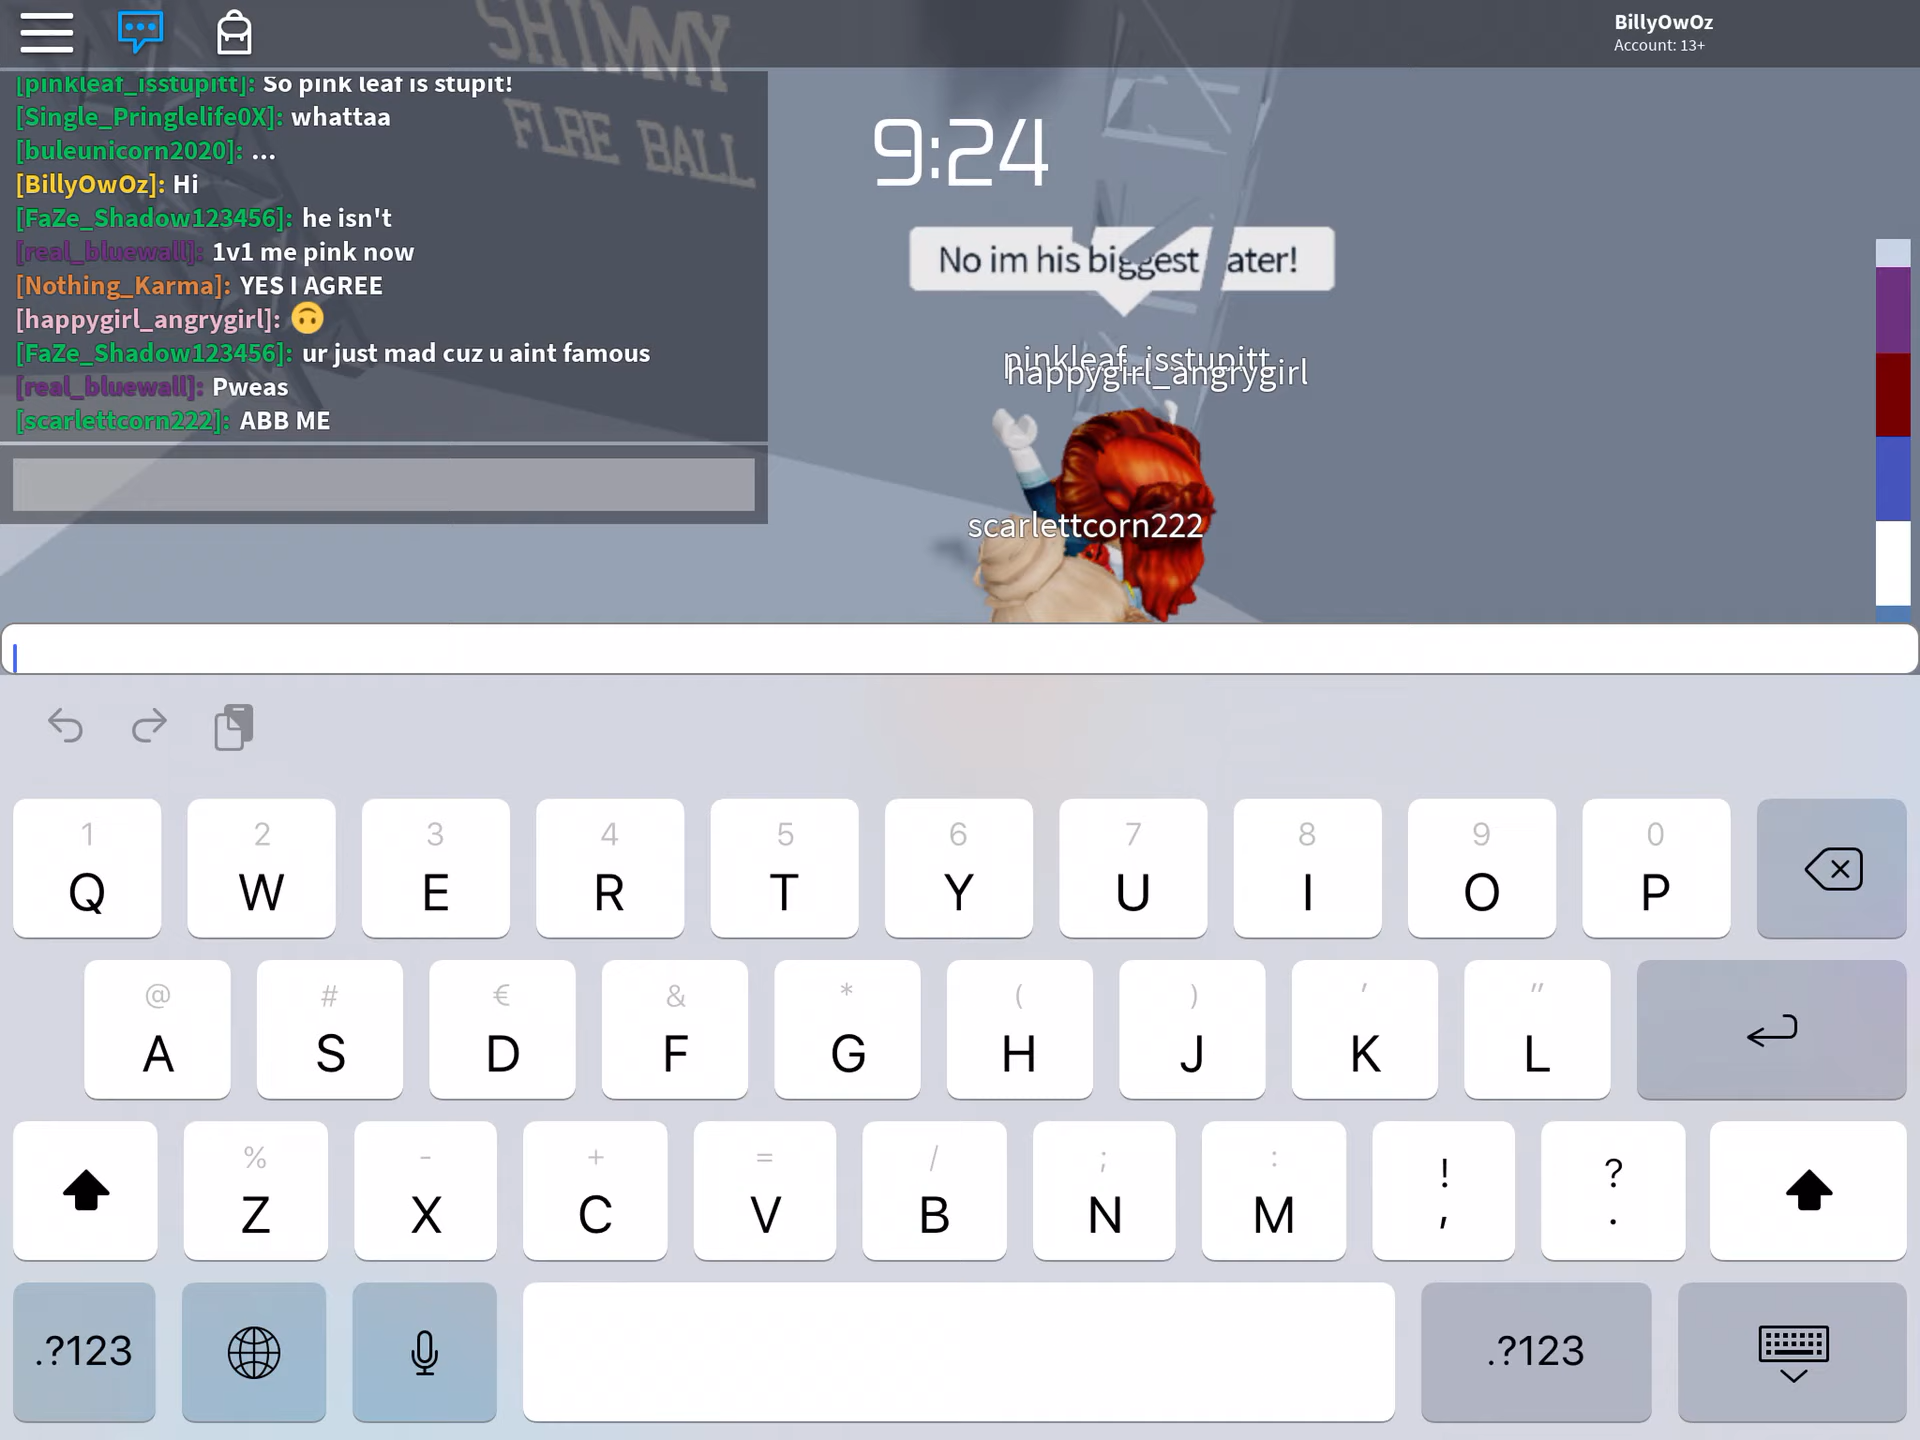 BillyOwOz
Account: 13+
SHIMMY
FLRE BALL
[pinkleaf_isstupitt]: So pink leaf is stupit!
[Single_Pringlelife0X]: whattaa
[buleunicorn2020]: ...
[BillyOwOz]: Hi
[FaZe_Shadow123456]: he isn't
[real_bluewall]: 1v1 me pink now
[Nothing_Karma]: YES I AGREE
[happygirl_angrygirl]: 🙃
[FaZe_Shadow123456]: ur just mad cuz u aint famous
[real_bluewall]: Pweas
[scarlettcorn222]: ABB ME
9:24
No im his biggest ater!
pinkleaf_isstupitt
happygirl_angrygirl
scarlettcorn222
1 2 3 4 5 6 7 8 9 0
Q W E R T Y U I O P
@ # € & * ( ) ' "
A S D F G H J K L
% - + = / ; : ! ?
Z X C V B N M , .
.?123 .?123